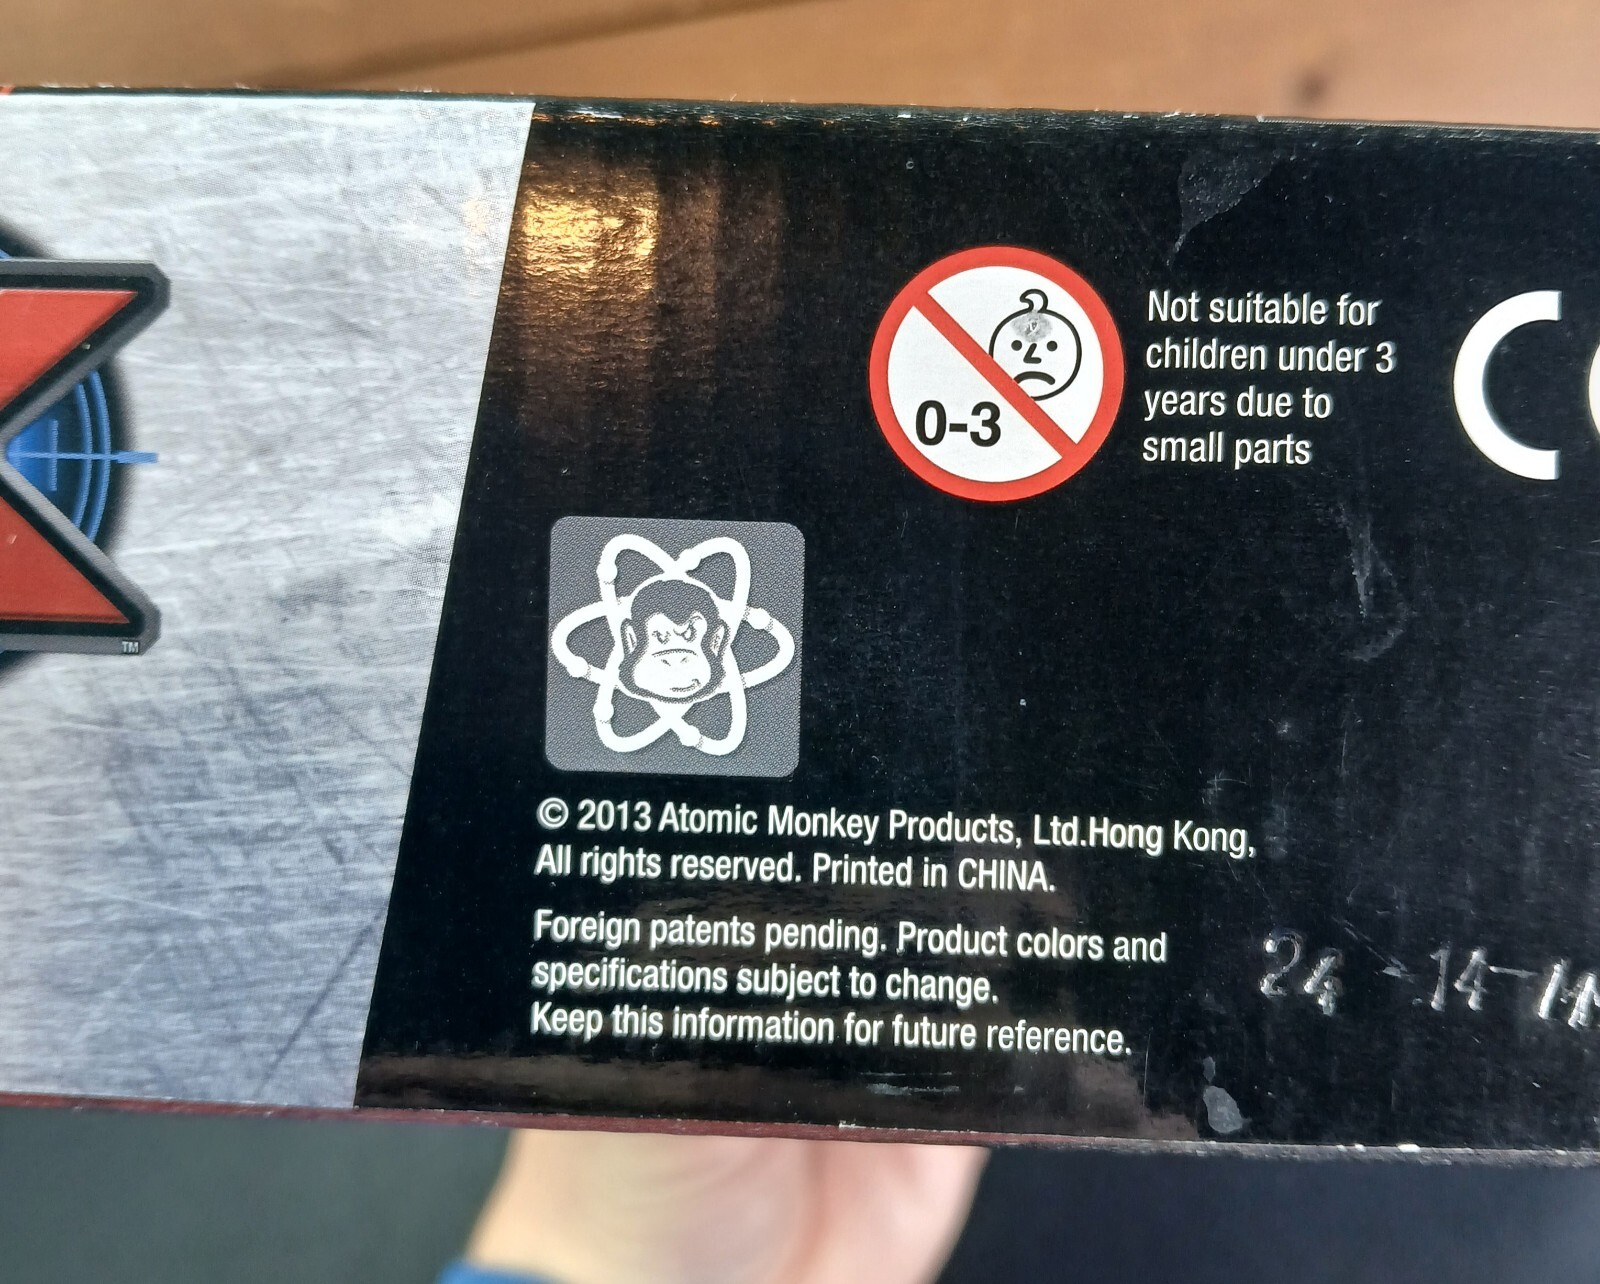 Not suitable for
children under 3
years due to
small parts
0-3
TM
© 2013 Atomic Monkey Products, Ltd.Hong Kong,
All rights reserved. Printed in CHINA.
Foreign patents pending. Product colors and
specifications subject to change.
Keep this information for future reference.